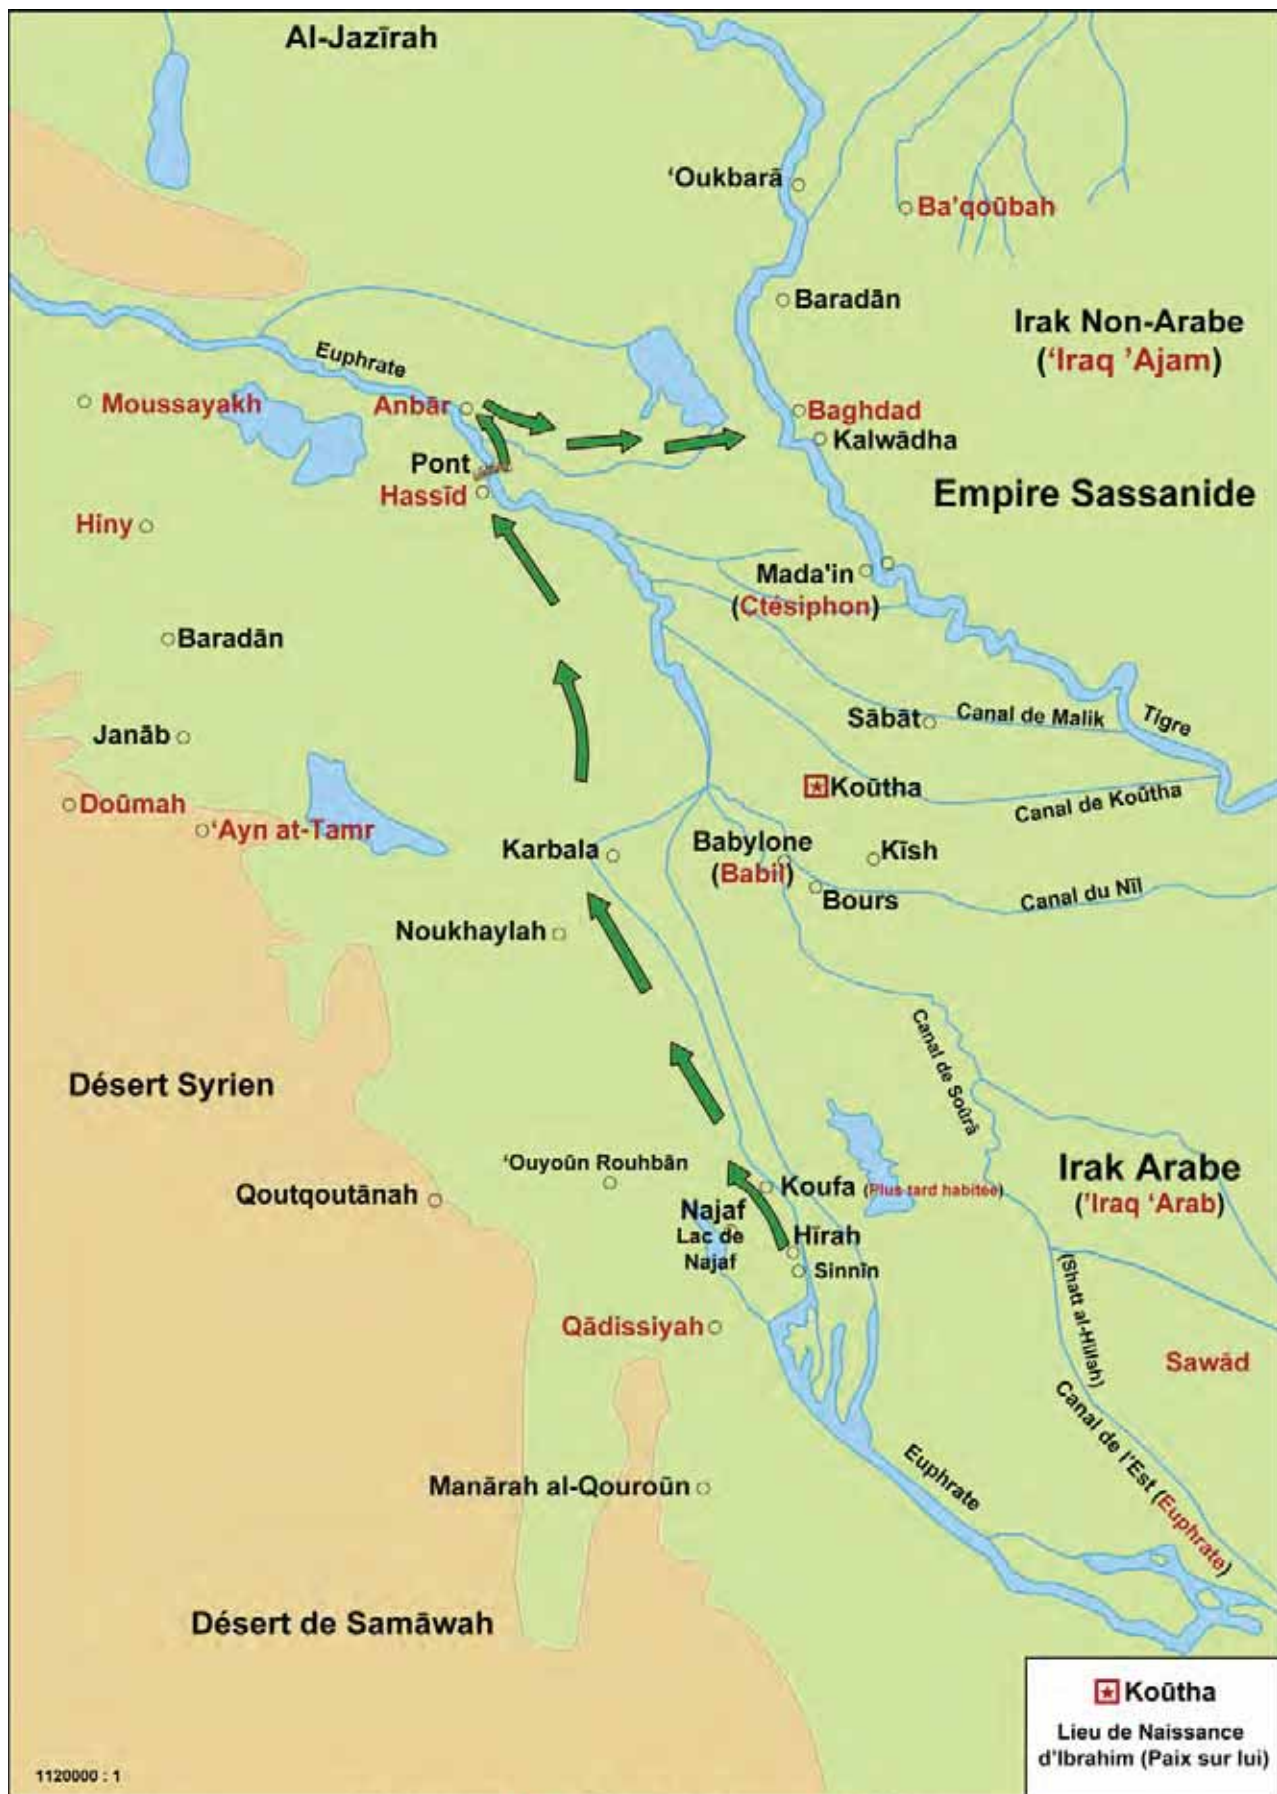 Al-Jazīrah
‘Oukbarā
Ba’qoūbah
Baradān
Irak Non-Arabe
(‘Iraq ’Ajam)
Euphrate
Moussayakh
Anbār
Baghdad
Kalwādha
Pont
Hassīd
Empire Sassanide
Hiny
Mada'in
(Ctésiphon)
Baradān
Janāb
Sābāt
Canal de Malik
Tigre
Doūmah
‘Ayn at-Tamr
Koūtha
Canal de Koūtha
Karbala
Babylone
(Babil)
Kīsh
Bours
Canal du Nīl
Noukhaylah
Canal de Soūrā
Désert Syrien
‘Ouyoūn Rouhbān
Qoutqoutānah
Koufa (Plus tard habitée)
Irak Arabe
(’Iraq ‘Arab)
Najaf
Lac de
Najaf
Hīrah
Sinnīn
(Shatt al-Hillah)
Qādissiyah
Sawād
Canal de l'Est (Euphrate)
Euphrate
Manārah al-Qouroūn
Désert de Samāwah
Koūtha
Lieu de Naissance
d'Ibrahim (Paix sur lui)
1120000 : 1